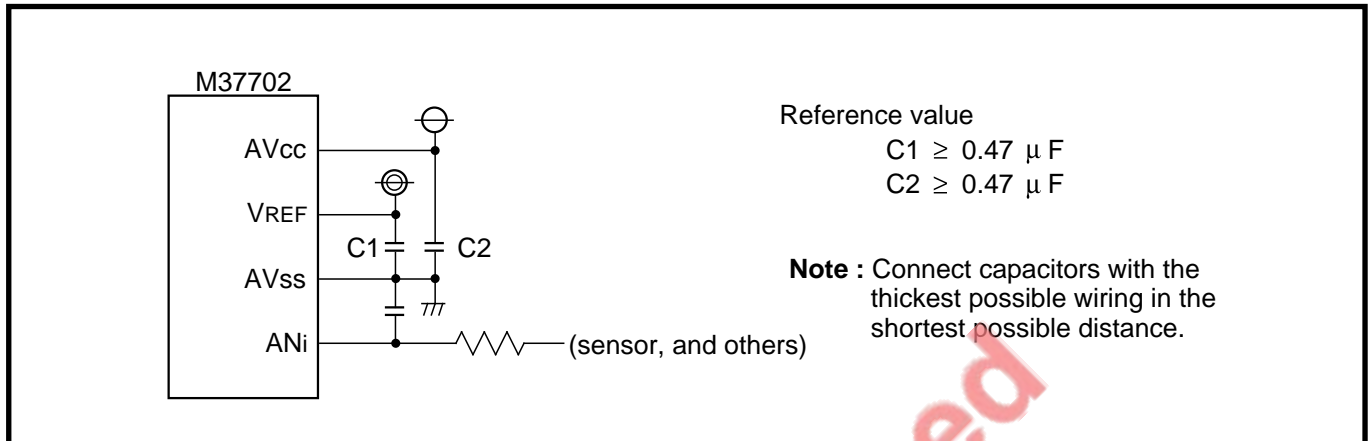 M37702
AVcc
VREF
AVss
ANi
C1
C2
(sensor, and others)
Reference value
C1 ≥ 0.47 μ F
C2 ≥ 0.47 μ F
Note : Connect capacitors with the
thickest possible wiring in the
shortest possible distance.
ed